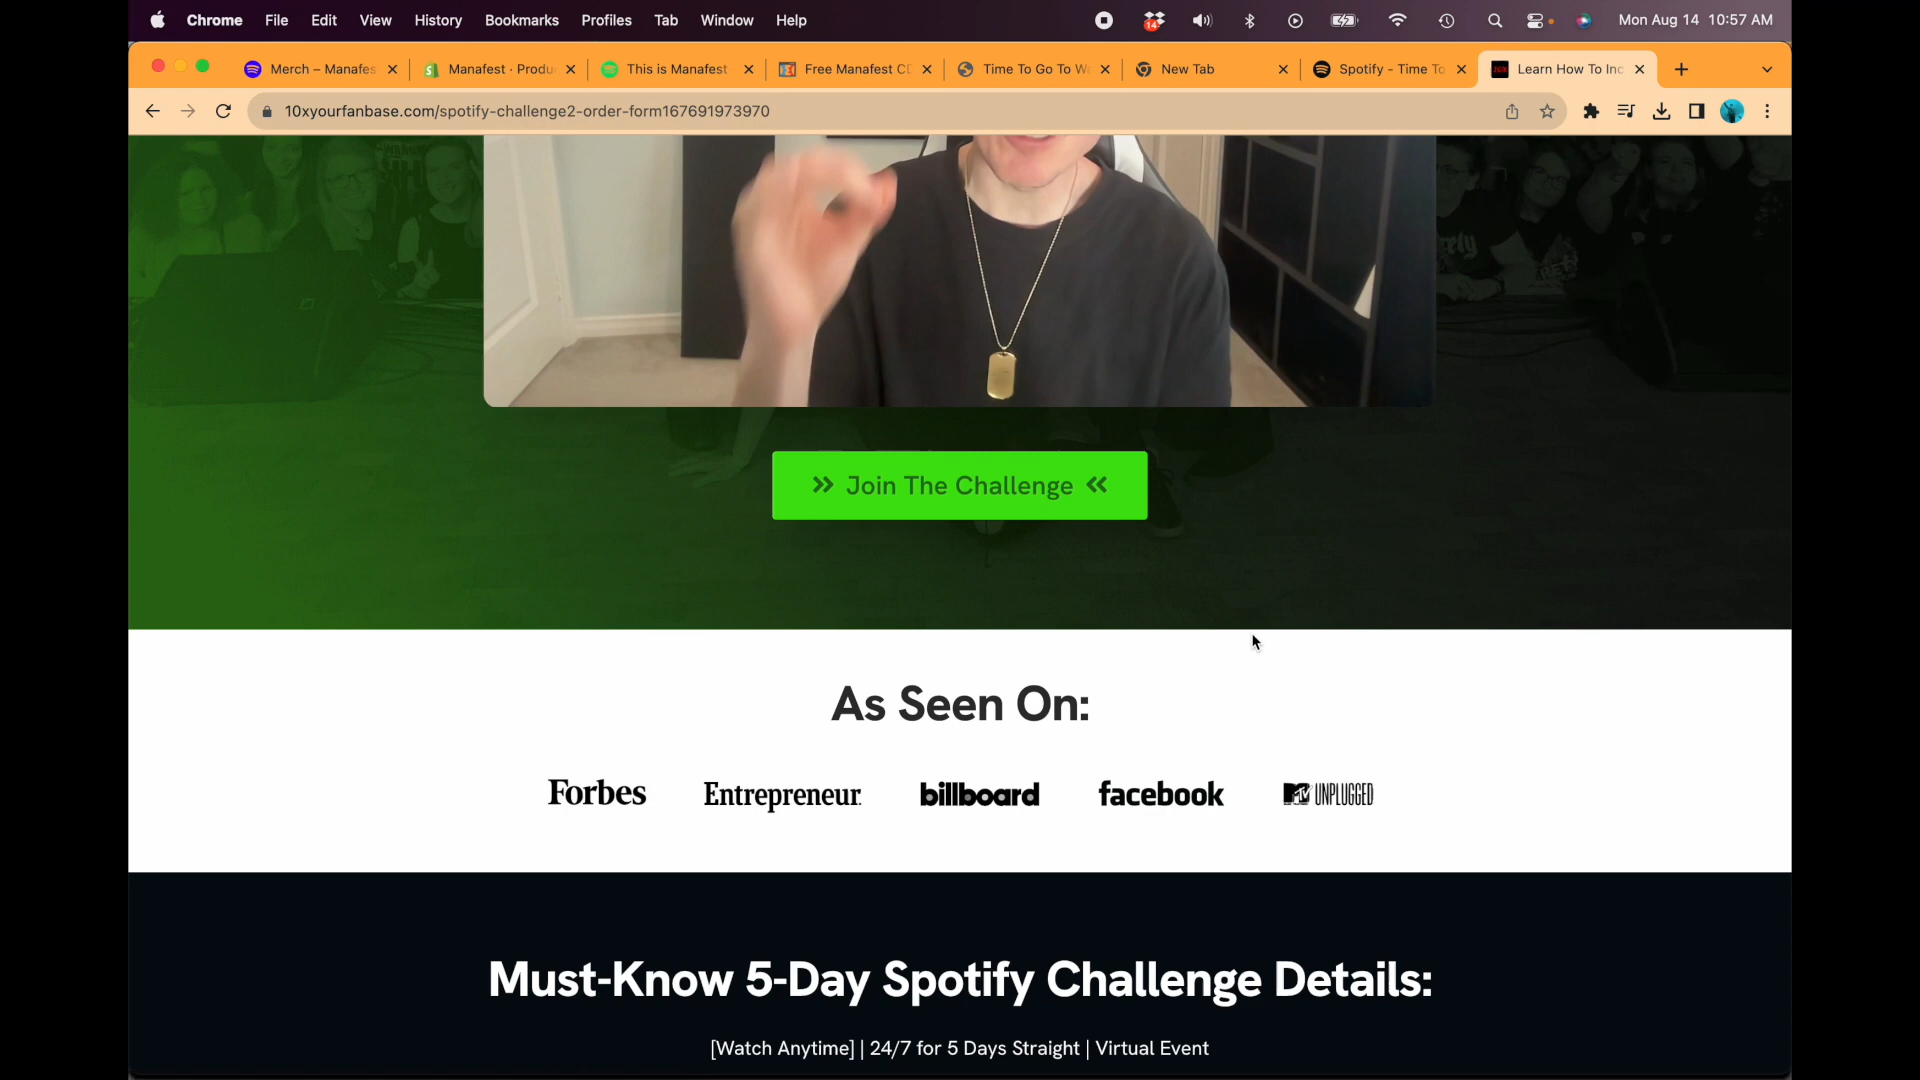 Chrome File Edit View History Bookmarks Profiles Tab Window Help 14 Mon Aug 14 10:57 AM
Merch – Manafes Manafest · Produ This is Manafest Free Manafest CD Time To Go To W New Tab Spotify – Time To Learn How To Inc
10xyourfanbase.com/spotify-challenge2-order-form167691973970
>> Join The Challenge <<
As Seen On:
Forbes Entrepreneur. billboard facebook MTV UNPLUGGED
Must-Know 5-Day Spotify Challenge Details:
[Watch Anytime] | 24/7 for 5 Days Straight | Virtual Event